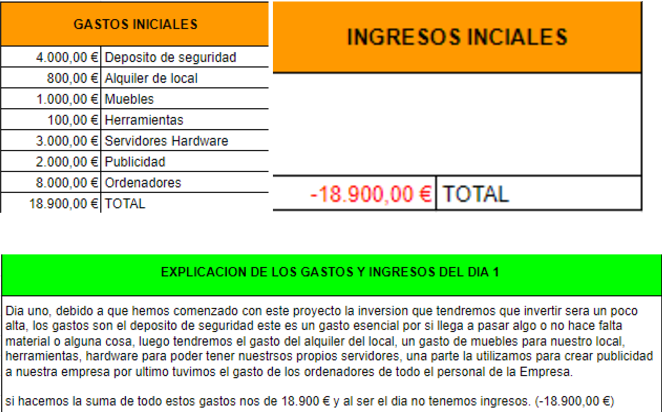 GASTOS INICIALES
4.000,00 € Deposito de seguridad
800,00 € Alquiler de local
1.000,00 € Muebles
100,00 € Herramientas
3.000,00 € Servidores Hardware
2.000,00 € Publicidad
8.000,00 € Ordenadores
18.900,00 € TOTAL
INGRESOS INCIALES
-18.900,00 € TOTAL
EXPLICACION DE LOS GASTOS Y INGRESOS DEL DIA 1
Dia uno, debido a que hemos comenzado con este proyecto la inversion que tendremos que invertir sera un poco
alta, los gastos son el deposito de seguridad este es un gasto esencial por si llega a pasar algo o no hace falta
material o alguna cosa, luego tendremos el gasto del alquiler del local, un gasto de muebles para nuestro local,
herramientas, hardware para poder tener nuestrsos propios servidores, una parte la utilizamos para crear publicidad
a nuestra empresa por ultimo tuvimos el gasto de los ordenadores de todo el personal de la Empresa.
si hacemos la suma de todo estos gastos nos de 18.900 € y al ser el dia no tenemos ingresos. (-18.900,00 €)